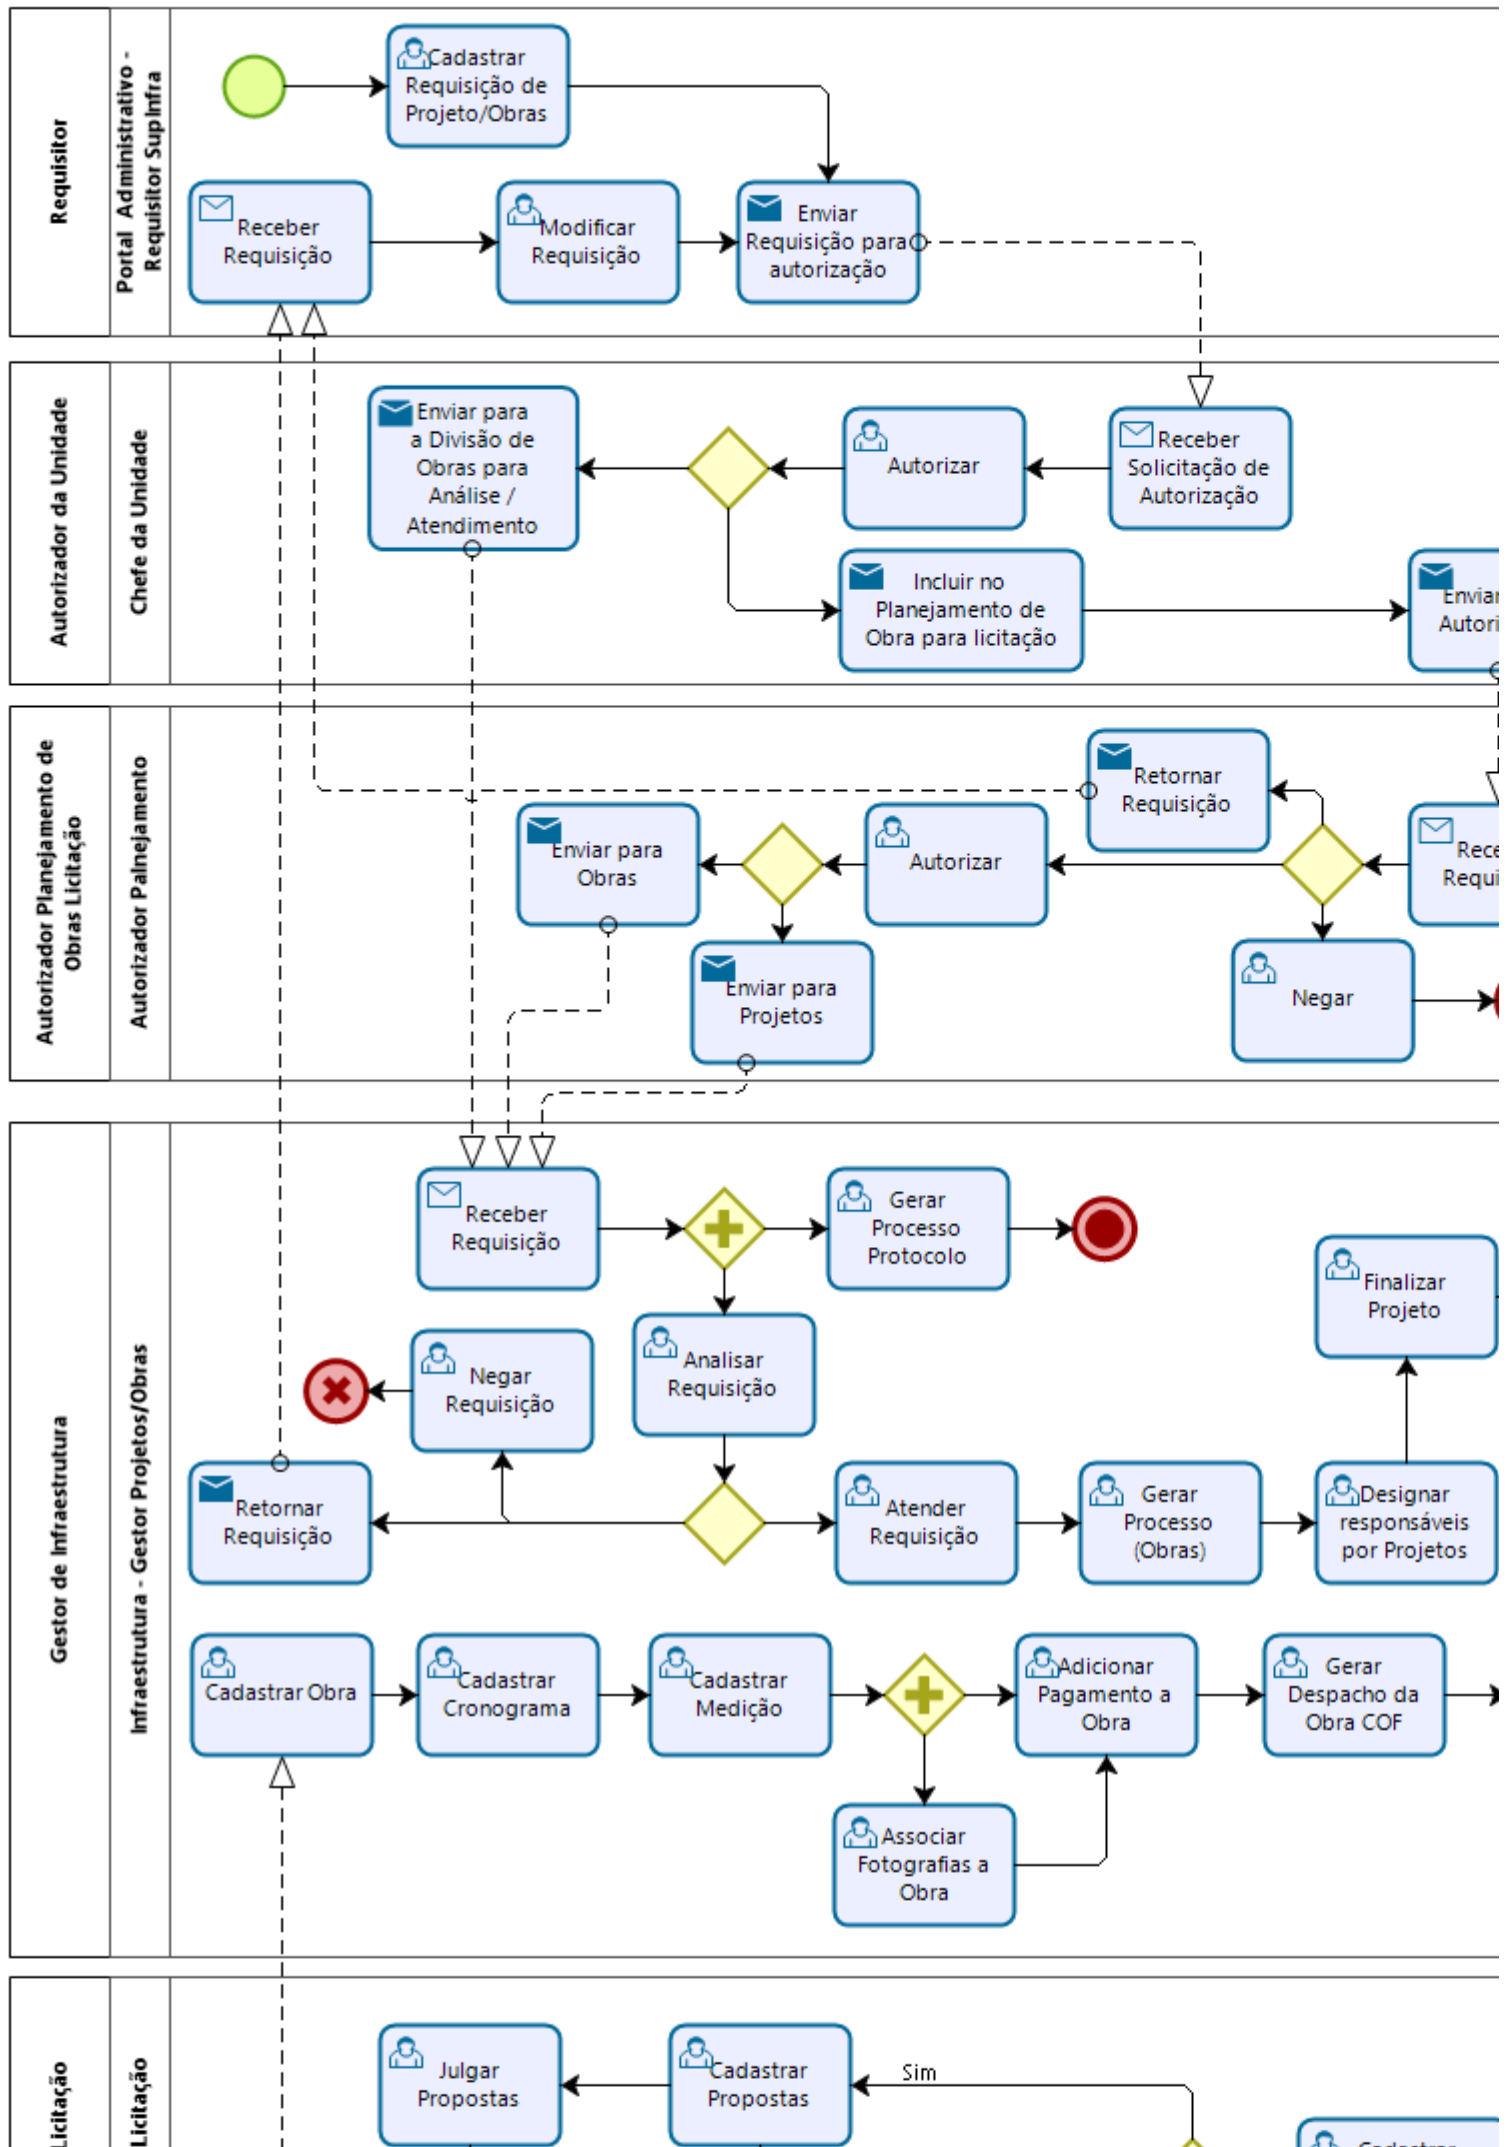 Requisitor
Portal Administrativo -
Requisitor SupInfra
Cadastrar
Requisição de
Projeto/Obras
Receber
Requisição
Modificar
Requisição
Enviar
Requisição para
autorização
Autorizador da Unidade
Chefe da Unidade
Enviar para
a Divisão de
Obras para
Análise /
Atendimento
Autorizar
Receber
Solicitação de
Autorização
Incluir no
Planejamento de
Obra para licitação
Autorizador Planejamento de
Obras Licitação
Autorizador Palnejamento
Retornar
Requisição
Enviar para
Obras
Autorizar
Enviar para
Projetos
Negar
Gestor de Infraestrutura
Infraestrutura - Gestor Projetos/Obras
Receber
Requisição
Gerar
Processo
Protocolo
Finalizar
Projeto
Negar
Requisição
Analisar
Requisição
Retornar
Requisição
Atender
Requisição
Gerar
Processo
(Obras)
Designar
responsáveis
por Projetos
Cadastrar Obra
Cadastrar
Cronograma
Cadastrar
Medição
Adicionar
Pagamento a
Obra
Gerar
Despacho da
Obra COF
Associar
Fotografias a
Obra
Licitação
Licitação
Julgar
Propostas
Cadastrar
Propostas
Sim